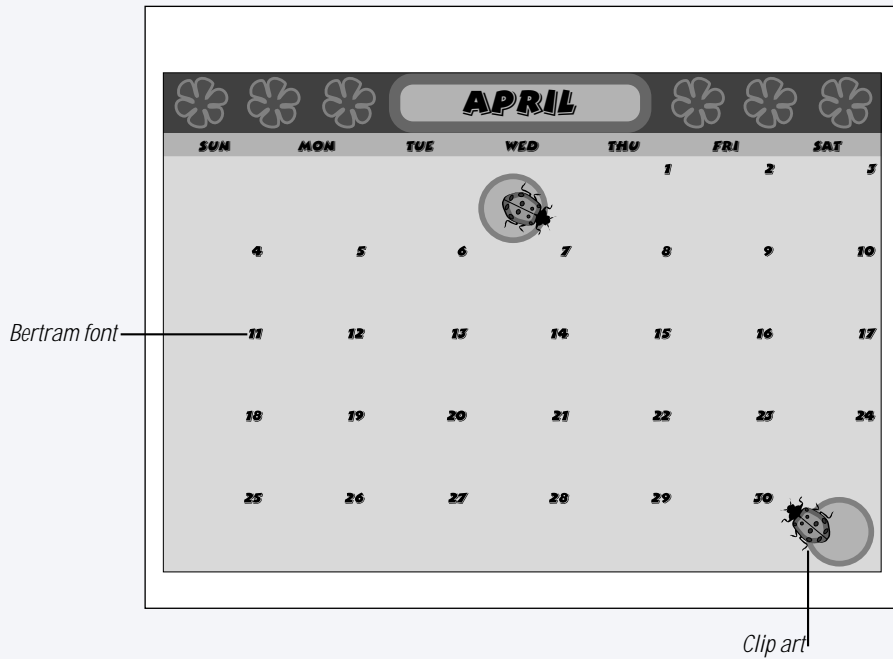 APRIL
SUN MON TUE WED THU FRI SAT
1 2 3
4 5 6 7 8 9 10
Bertram font 11 12 13 14 15 16 17
18 19 20 21 22 23 24
25 26 27 28 29 30
Clip art